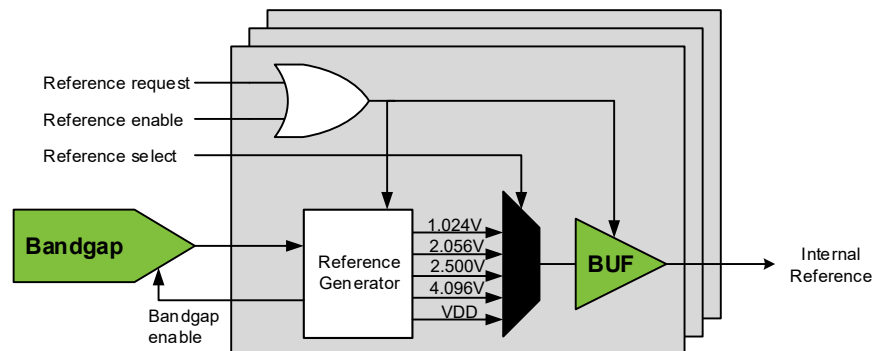 Reference request
Reference enable
Reference select
Bandgap
Reference
Generator
1.024V
2.056V
2.500V
4.096V
VDD
BUF
Internal
Reference
Bandgap
enable